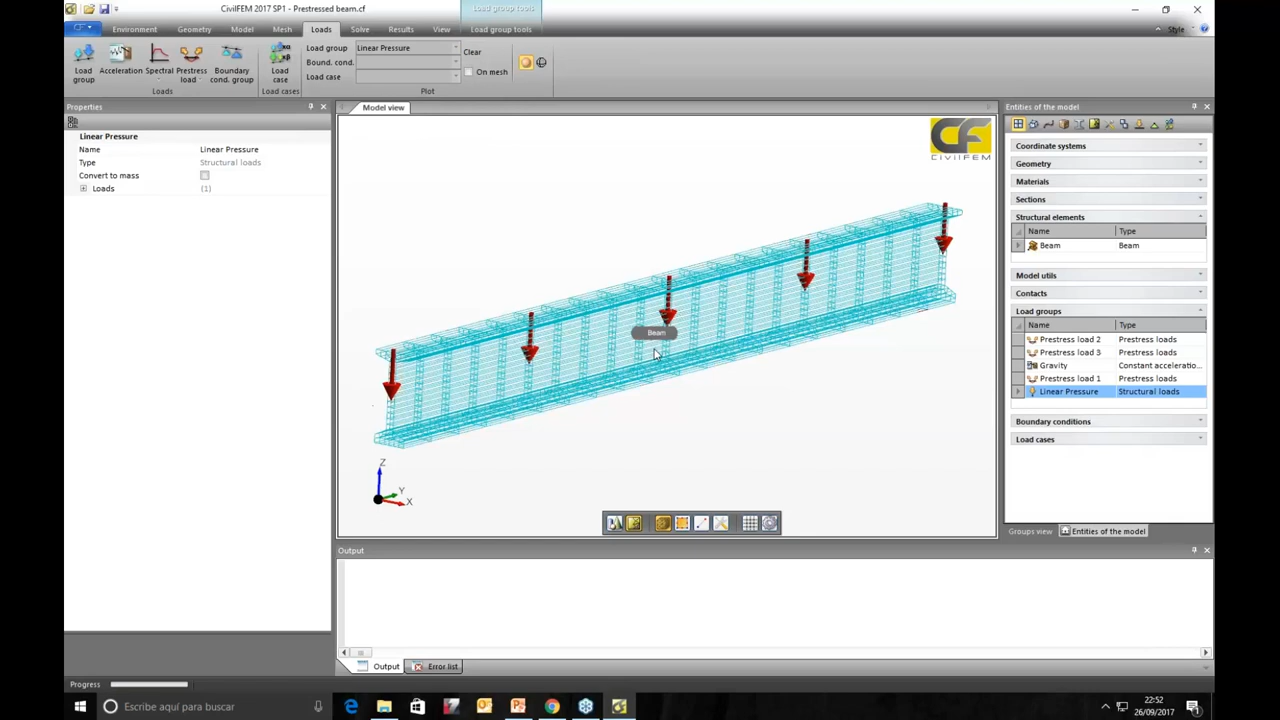 CivilFEM 2017 SP1 - Prestressed beam.cf
Load group tools
Environment Geometry Model Mesh Loads Solve Results View Load group tools
Style
Load group
Acceleration
Spectral
Prestress load
Boundary cond. group
Loads
Load case
Load cases
Load group Linear Pressure Clear
Bound. cond.
On mesh
Load case
Plot
Properties
Linear Pressure
Name Linear Pressure
Type Structural loads
Convert to mass
Loads (1)
Model view
CF
CIVILFEM
Beam
Z
Y
X
Entities of the model
Coordinate systems
Geometry
Materials
Sections
Structural elements
Name Type
Beam Beam
Model utils
Contacts
Load groups
Name Type
Prestress load 2 Prestress loads
Prestress load 3 Prestress loads
Gravity Constant acceleratio...
Prestress load 1 Prestress loads
Linear Pressure Structural loads
Boundary conditions
Load cases
Groups view Entities of the model
Output
Output Error list
Progress
Escribe aquí para buscar
22:52
26/09/2017